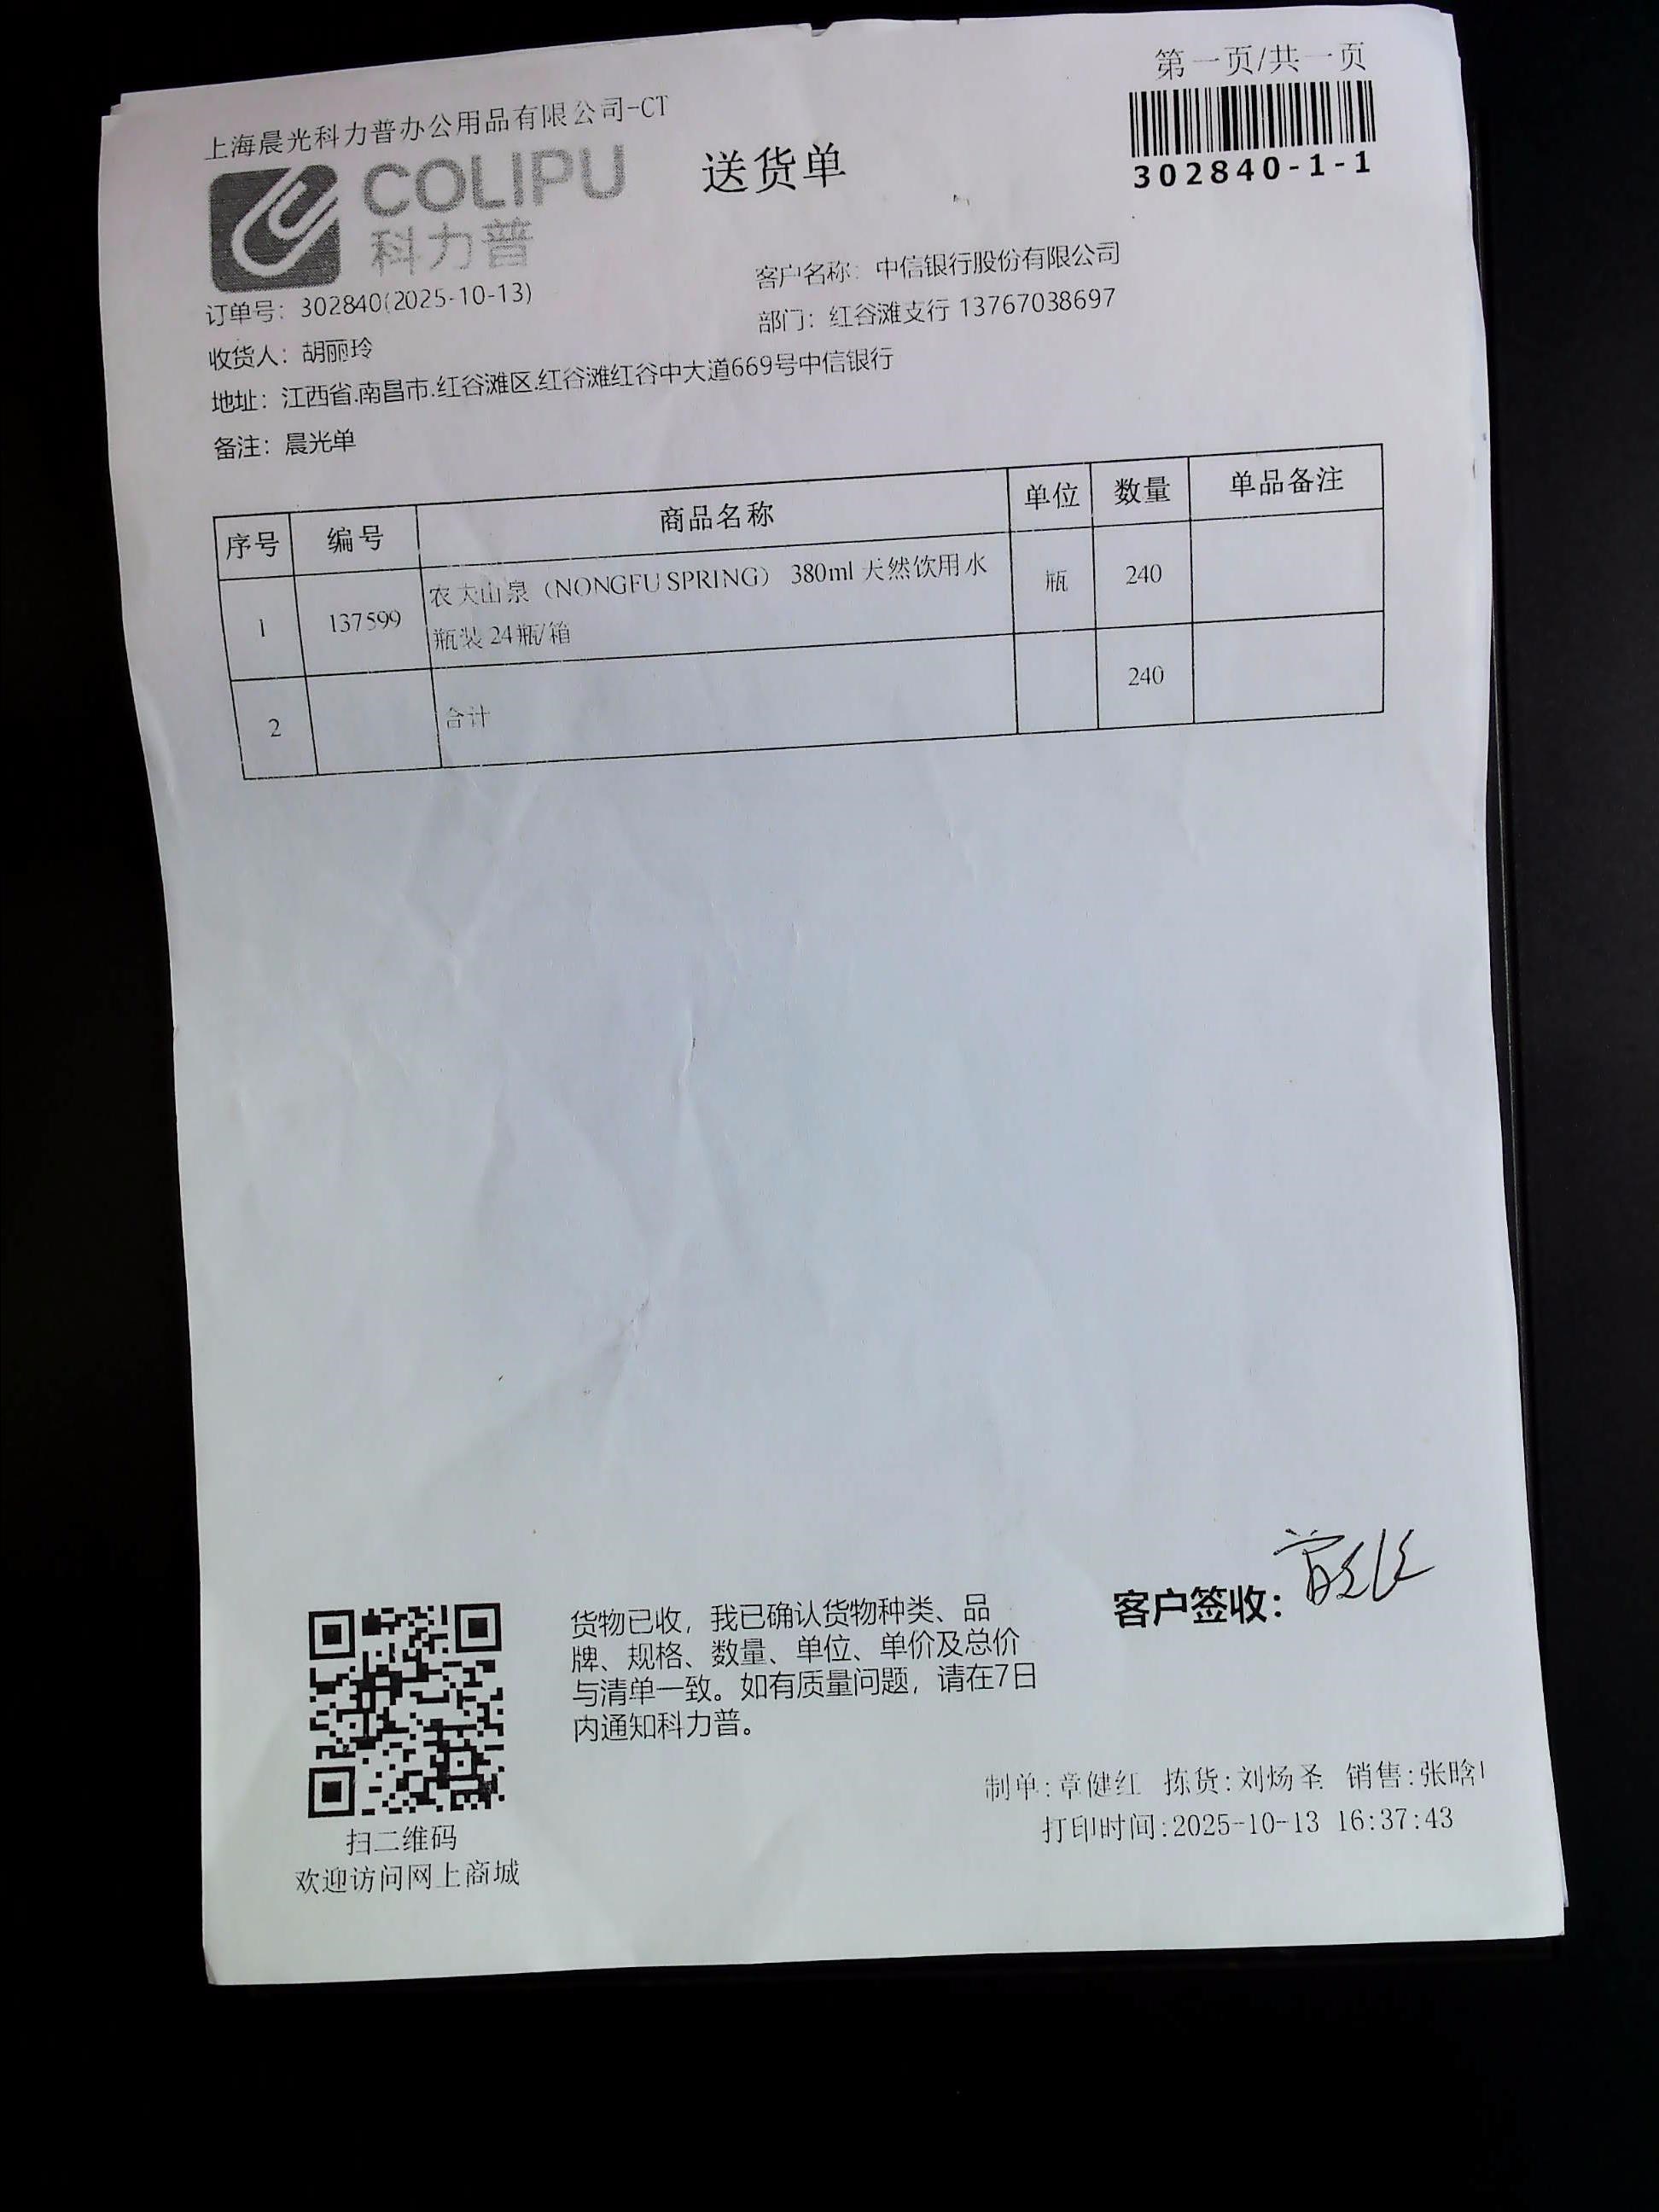 第一页/共一页
上海晨光科力普办公用品有限公司-CT
COLIPU
科力普
送货单
302840-1-1
订单号：302840(2025-10-13)
客户名称：中信银行股份有限公司
部门：红谷滩支行 13767038697
收货人：胡丽玲
地址：江西省.南昌市.红谷滩区.红谷滩红谷中大道669号中信银行
备注：晨光单
序号 编号 商品名称 单位 数量 单品备注
1 137599 农夫山泉（NONGFU SPRING） 380ml 天然饮用水 瓶 240
瓶装 24瓶/箱
2 合计 240
客户签收：
货物已收，我已确认货物种类、品
牌、规格、数量、单位、单价及总价
与清单一致。如有质量问题，请在7日
内通知科力普。
制单:章健红 拣货:刘炀圣 销售:张晗
打印时间:2025-10-13 16:37:43
扫二维码
欢迎访问网上商城